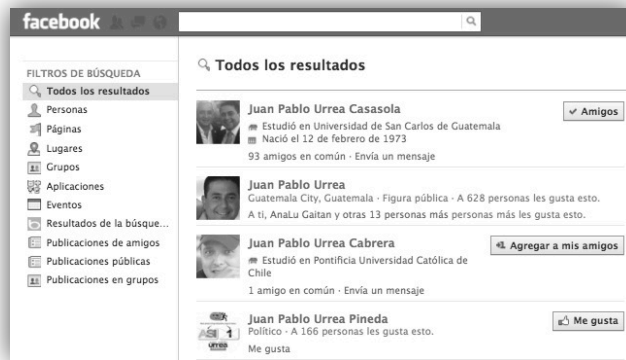 facebook
FILTROS DE BÚSQUEDA
Todos los resultados
Personas
Páginas
Lugares
Grupos
Aplicaciones
Eventos
Resultados de la búsque...
Publicaciones de amigos
Publicaciones públicas
Publicaciones en grupos
Todos los resultados
Juan Pablo Urrea Casasola
Amigos
Estudió en Universidad de San Carlos de Guatemala
Nació el 12 de febrero de 1973
93 amigos en común · Envía un mensaje
Juan Pablo Urrea
Guatemala City, Guatemala · Figura pública · A 628 personas les gusta esto.
A ti, AnaLu Gaitan y otras 13 personas más personas más les gusta esto.
Juan Pablo Urrea Cabrera
Agregar a mis amigos
Estudió en Pontificia Universidad Católica de
Chile
1 amigo en común · Envía un mensaje
Juan Pablo Urrea Pineda
Me gusta
Político · A 166 personas les gusta esto.
Me gusta
ASI 1
urrea